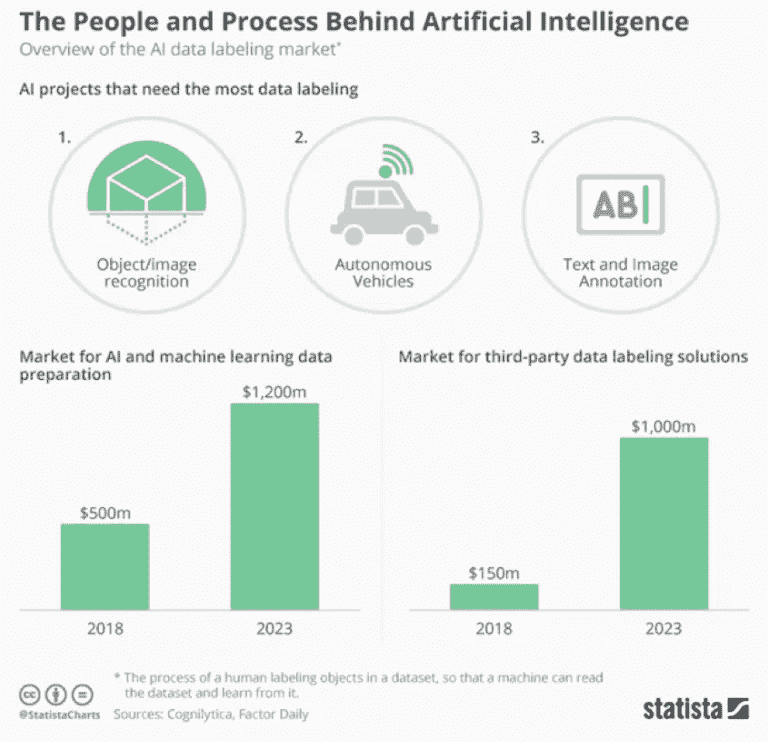 The People and Process Behind Artificial Intelligence
Overview of the AI data labeling market*
AI projects that need the most data labeling
1.
Object/image
recognition
2.
Autonomous
Vehicles
3.
AB
Text and Image
Annotation
Market for AI and machine learning data
preparation
$1,200m
$500m
2018
2023
Market for third-party data labeling solutions
$1,000m
$150m
2018
2023
* The process of a human labeling objects in a dataset, so that a machine can read
the dataset and learn from it.
cc
@StatistaCharts
Sources: Cognilytica, Factor Daily
statista